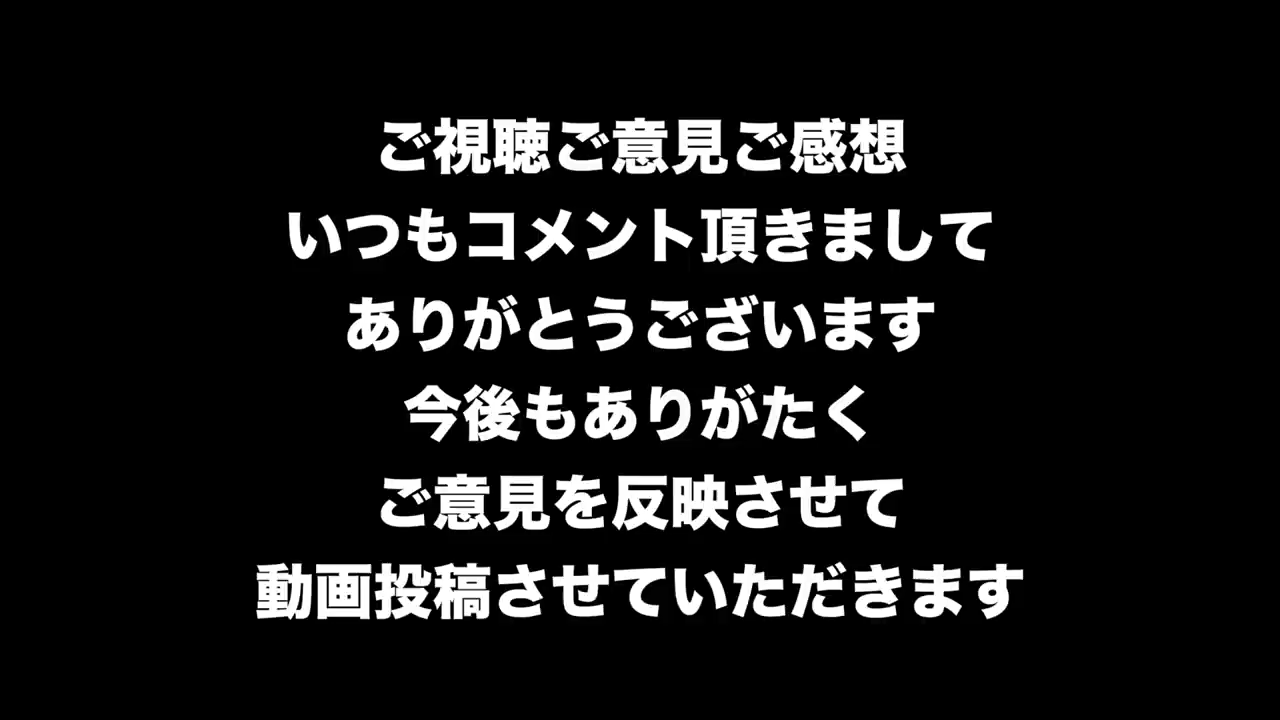 ご視聴ご意見ご感想
いつもコメント頂きまして
ありがとうございます
今後もありがたく
ご意見を反映させて
動画投稿させていただきます